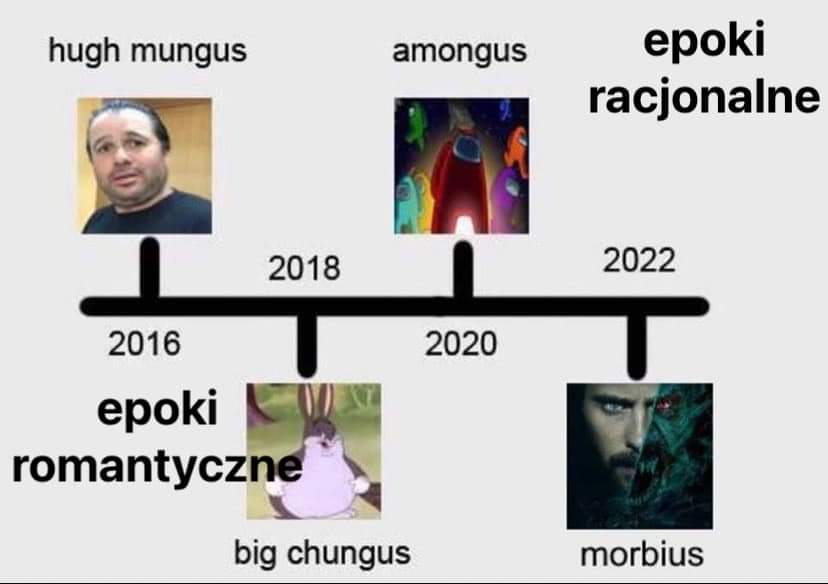 hugh mungus
amongus
epoki
racjonalne
2018
2022
2016
2020
epoki
romantyczne
big chungus
morbius